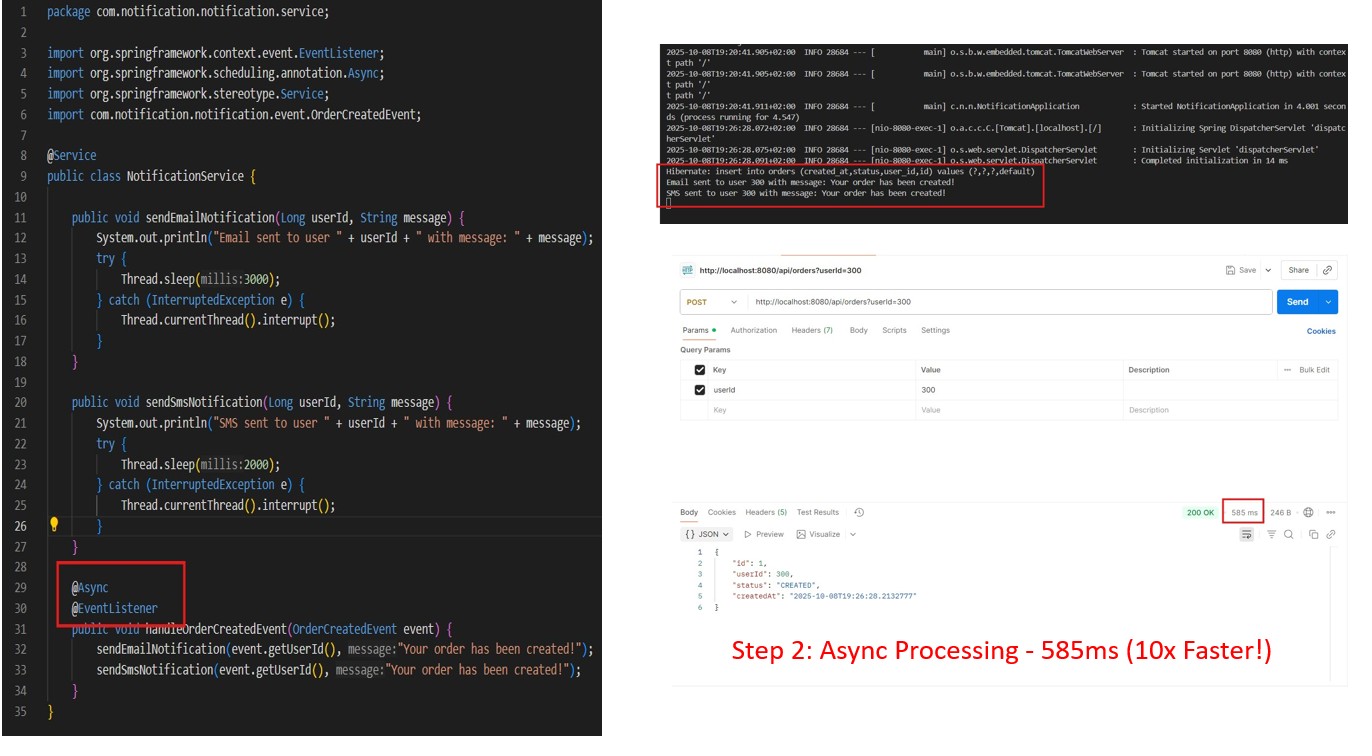 1 package com.notification.notification.service;
2
3 import org.springframework.context.event.EventListener;
4 import org.springframework.scheduling.annotation.Async;
5 import org.springframework.stereotype.Service;
6 import com.notification.notification.event.OrderCreatedEvent;
7
8 @Service
9 public class NotificationService {
10
11 public void sendEmailNotification(Long userId, String message) {
12 System.out.println("Email sent to user " + userId + " with message: " + message);
13 try {
14 Thread.sleep(millis:3000);
15 } catch (InterruptedException e) {
16 Thread.currentThread().interrupt();
17 }
18 }
19
20 public void sendSmsNotification(Long userId, String message) {
21 System.out.println("SMS sent to user " + userId + " with message: " + message);
22 try {
23 Thread.sleep(millis:2000);
24 } catch (InterruptedException e) {
25 Thread.currentThread().interrupt();
26 }
27 }
28
29 @Async
30 @EventListener
31 public void handleOrderCreatedEvent(OrderCreatedEvent event) {
32 sendEmailNotification(event.getUserId(), message:"Your order has been created!");
33 sendSmsNotification(event.getUserId(), message:"Your order has been created!");
34 }
35 }
2025-10-08T19:20:41.905+02:00 INFO 28684 --- [ main] o.s.b.w.embedded.tomcat.TomcatWebServer : Tomcat started on port 8080 (http) with contex
t path '/'
2025-10-08T19:20:41.905+02:00 INFO 28684 --- [ main] o.s.b.w.embedded.tomcat.TomcatWebServer : Tomcat started on port 8080 (http) with contex
t path '/'
t path '/'
2025-10-08T19:20:41.911+02:00 INFO 28684 --- [ main] c.n.n.NotificationApplication : Started NotificationApplication in 4.001 secon
ds (process running for 4.547)
2025-10-08T19:26:28.072+02:00 INFO 28684 --- [nio-8080-exec-1] o.a.c.c.C.[Tomcat].[localhost].[/] : Initializing Spring DispatcherServlet 'dispatc
herServlet'
2025-10-08T19:26:28.075+02:00 INFO 28684 --- [nio-8080-exec-1] o.s.web.servlet.DispatcherServlet : Initializing Servlet 'dispatcherServlet'
2025-10-08T19:26:28.091+02:00 INFO 28684 --- [nio-8080-exec-1] o.s.web.servlet.DispatcherServlet : Completed initialization in 14 ms
Hibernate: insert into orders (created_at,status,user_id,id) values (?,?,?,default)
Email sent to user 300 with message: Your order has been created!
SMS sent to user 300 with message: Your order has been created!
HTTP http://localhost:8080/api/orders?userId=300 Save Share
POST http://localhost:8080/api/orders?userId=300 Send
Params Authorization Headers (7) Body Scripts Settings Cookies
Query Params
Key Value Description Bulk Edit
userId 300
Key Value Description
Body Cookies Headers (5) Test Results 200 OK 585 ms 246 B
{} JSON Preview Visualize
1 {
2 "id": 1,
3 "userId": 300,
4 "status": "CREATED",
5 "createdAt": "2025-10-08T19:26:28.2132777"
6 }
Step 2: Async Processing - 585ms (10x Faster!)